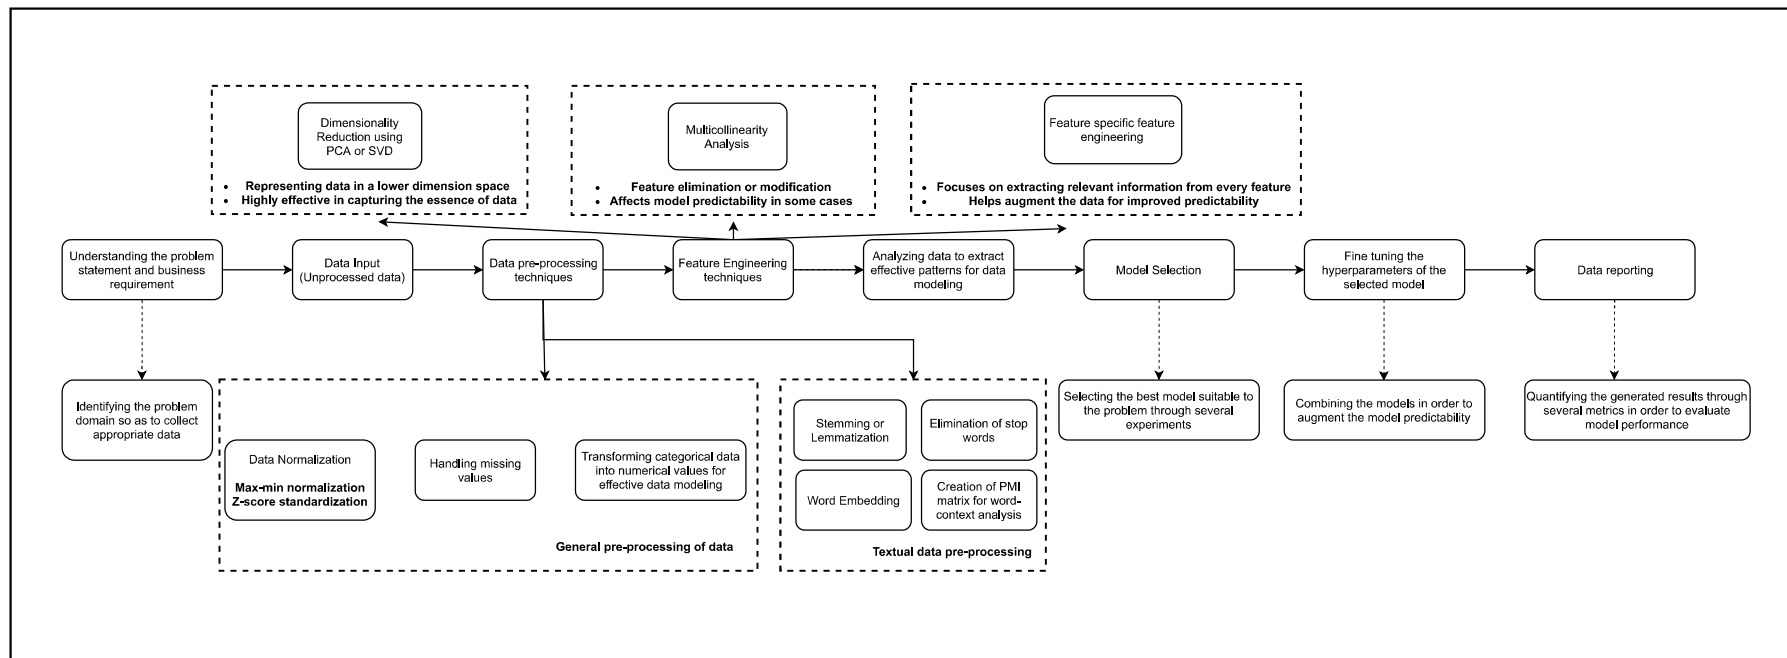 Dimensionality
Reduction using
PCA or SVD
• Representing data in a lower dimension space
• Highly effective in capturing the essence of data
Multicollinearity
Analysis
• Feature elimination or modification
• Affects model predictability in some cases
Feature specific feature
engineering
• Focuses on extracting relevant information from every feature
• Helps augment the data for improved predictability
Understanding the problem
statement and business
requirement
Data Input
(Unprocessed data)
Data pre-processing
techniques
Feature Engineering
techniques
Analyzing data to extract
effective patterns for data
modeling
Model Selection
Fine tuning the
hyperparameters of the
selected model
Data reporting
Identifying the problem
domain so as to collect
appropriate data
Data Normalization
Max-min normalization
Z-score standardization
Handling missing
values
Transforming categorical data
into numerical values for
effective data modeling
General pre-processing of data
Stemming or
Lemmatization
Elimination of stop
words
Word Embedding
Creation of PMI
matrix for word-
context analysis
Textual data pre-processing
Selecting the best model suitable
to the problem through several
experiments
Combining the models in order to
augment the model predictability
Quantifying the generated results through
several metrics in order to evaluate
model performance